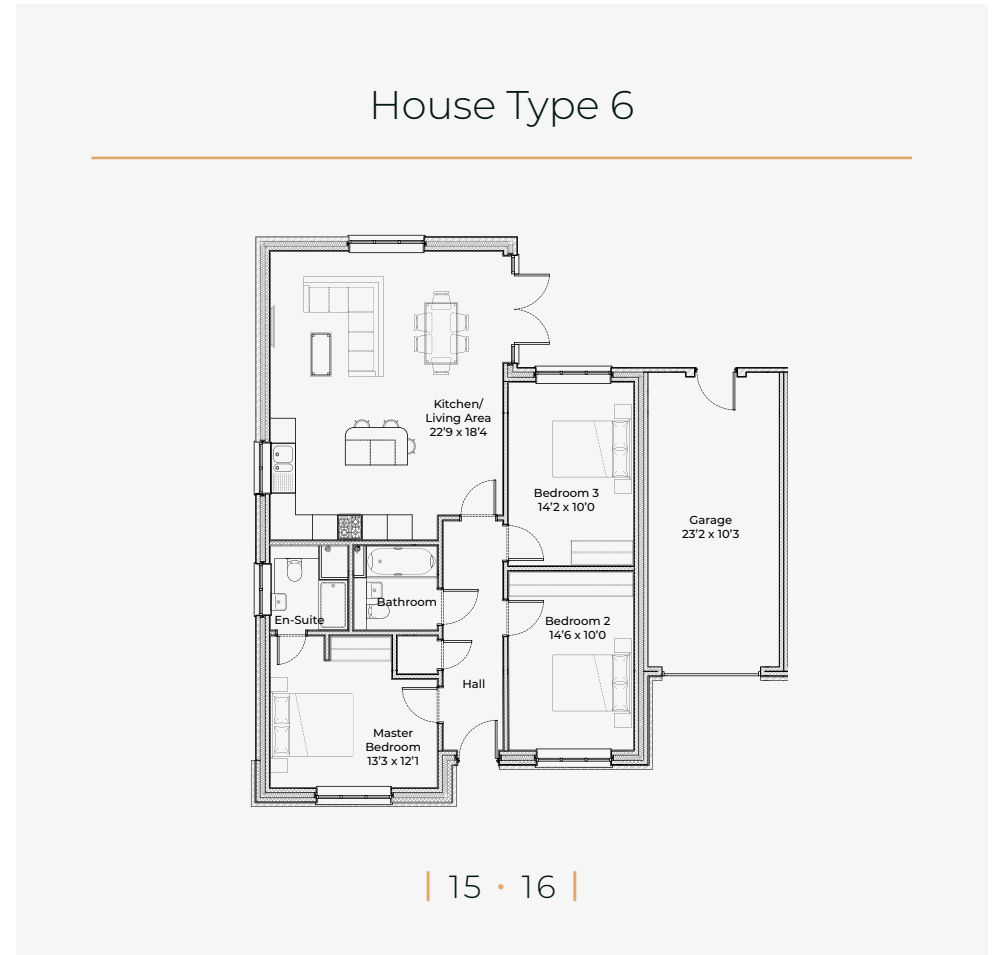 House Type 6
Kitchen/
Living Area
22'9 x 18'4
Bedroom 3
14'2 x 10'0
Garage
23'2 x 10'3
Bathroom
En-Suite
Bedroom 2
14'6 x 10'0
Hall
Master
Bedroom
13'3 x 12'1
| 15 • 16 |